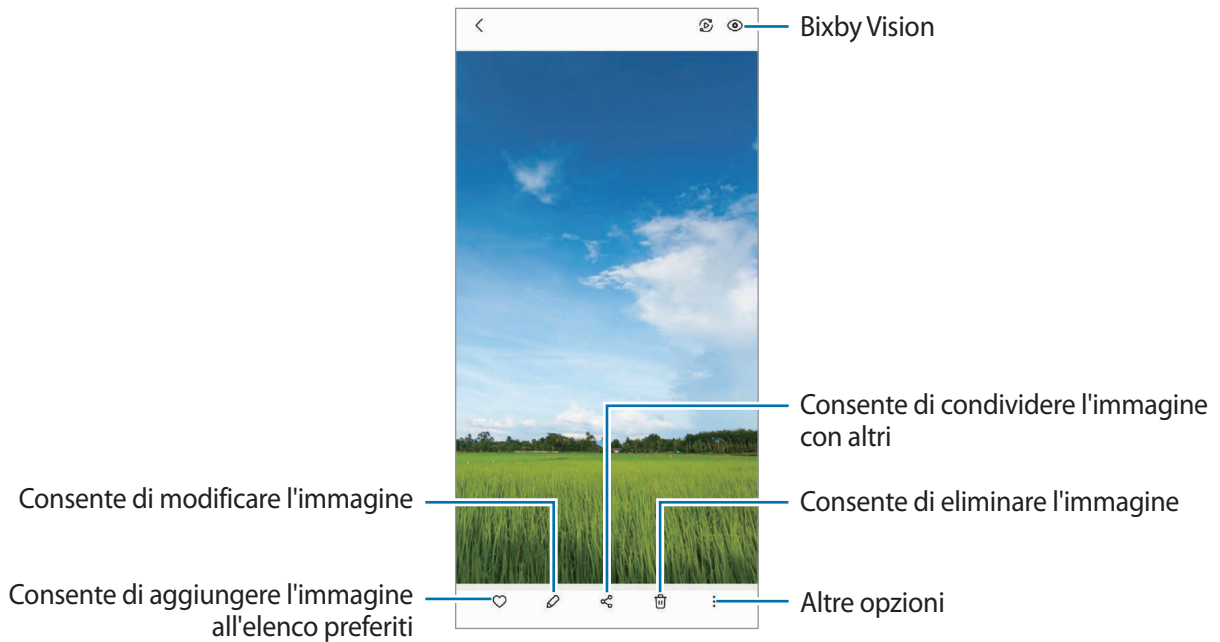 Bixby Vision
Consente di condividere l'immagine
con altri
Consente di modificare l'immagine
Consente di eliminare l'immagine
Consente di aggiungere l'immagine
all'elenco preferiti
Altre opzioni